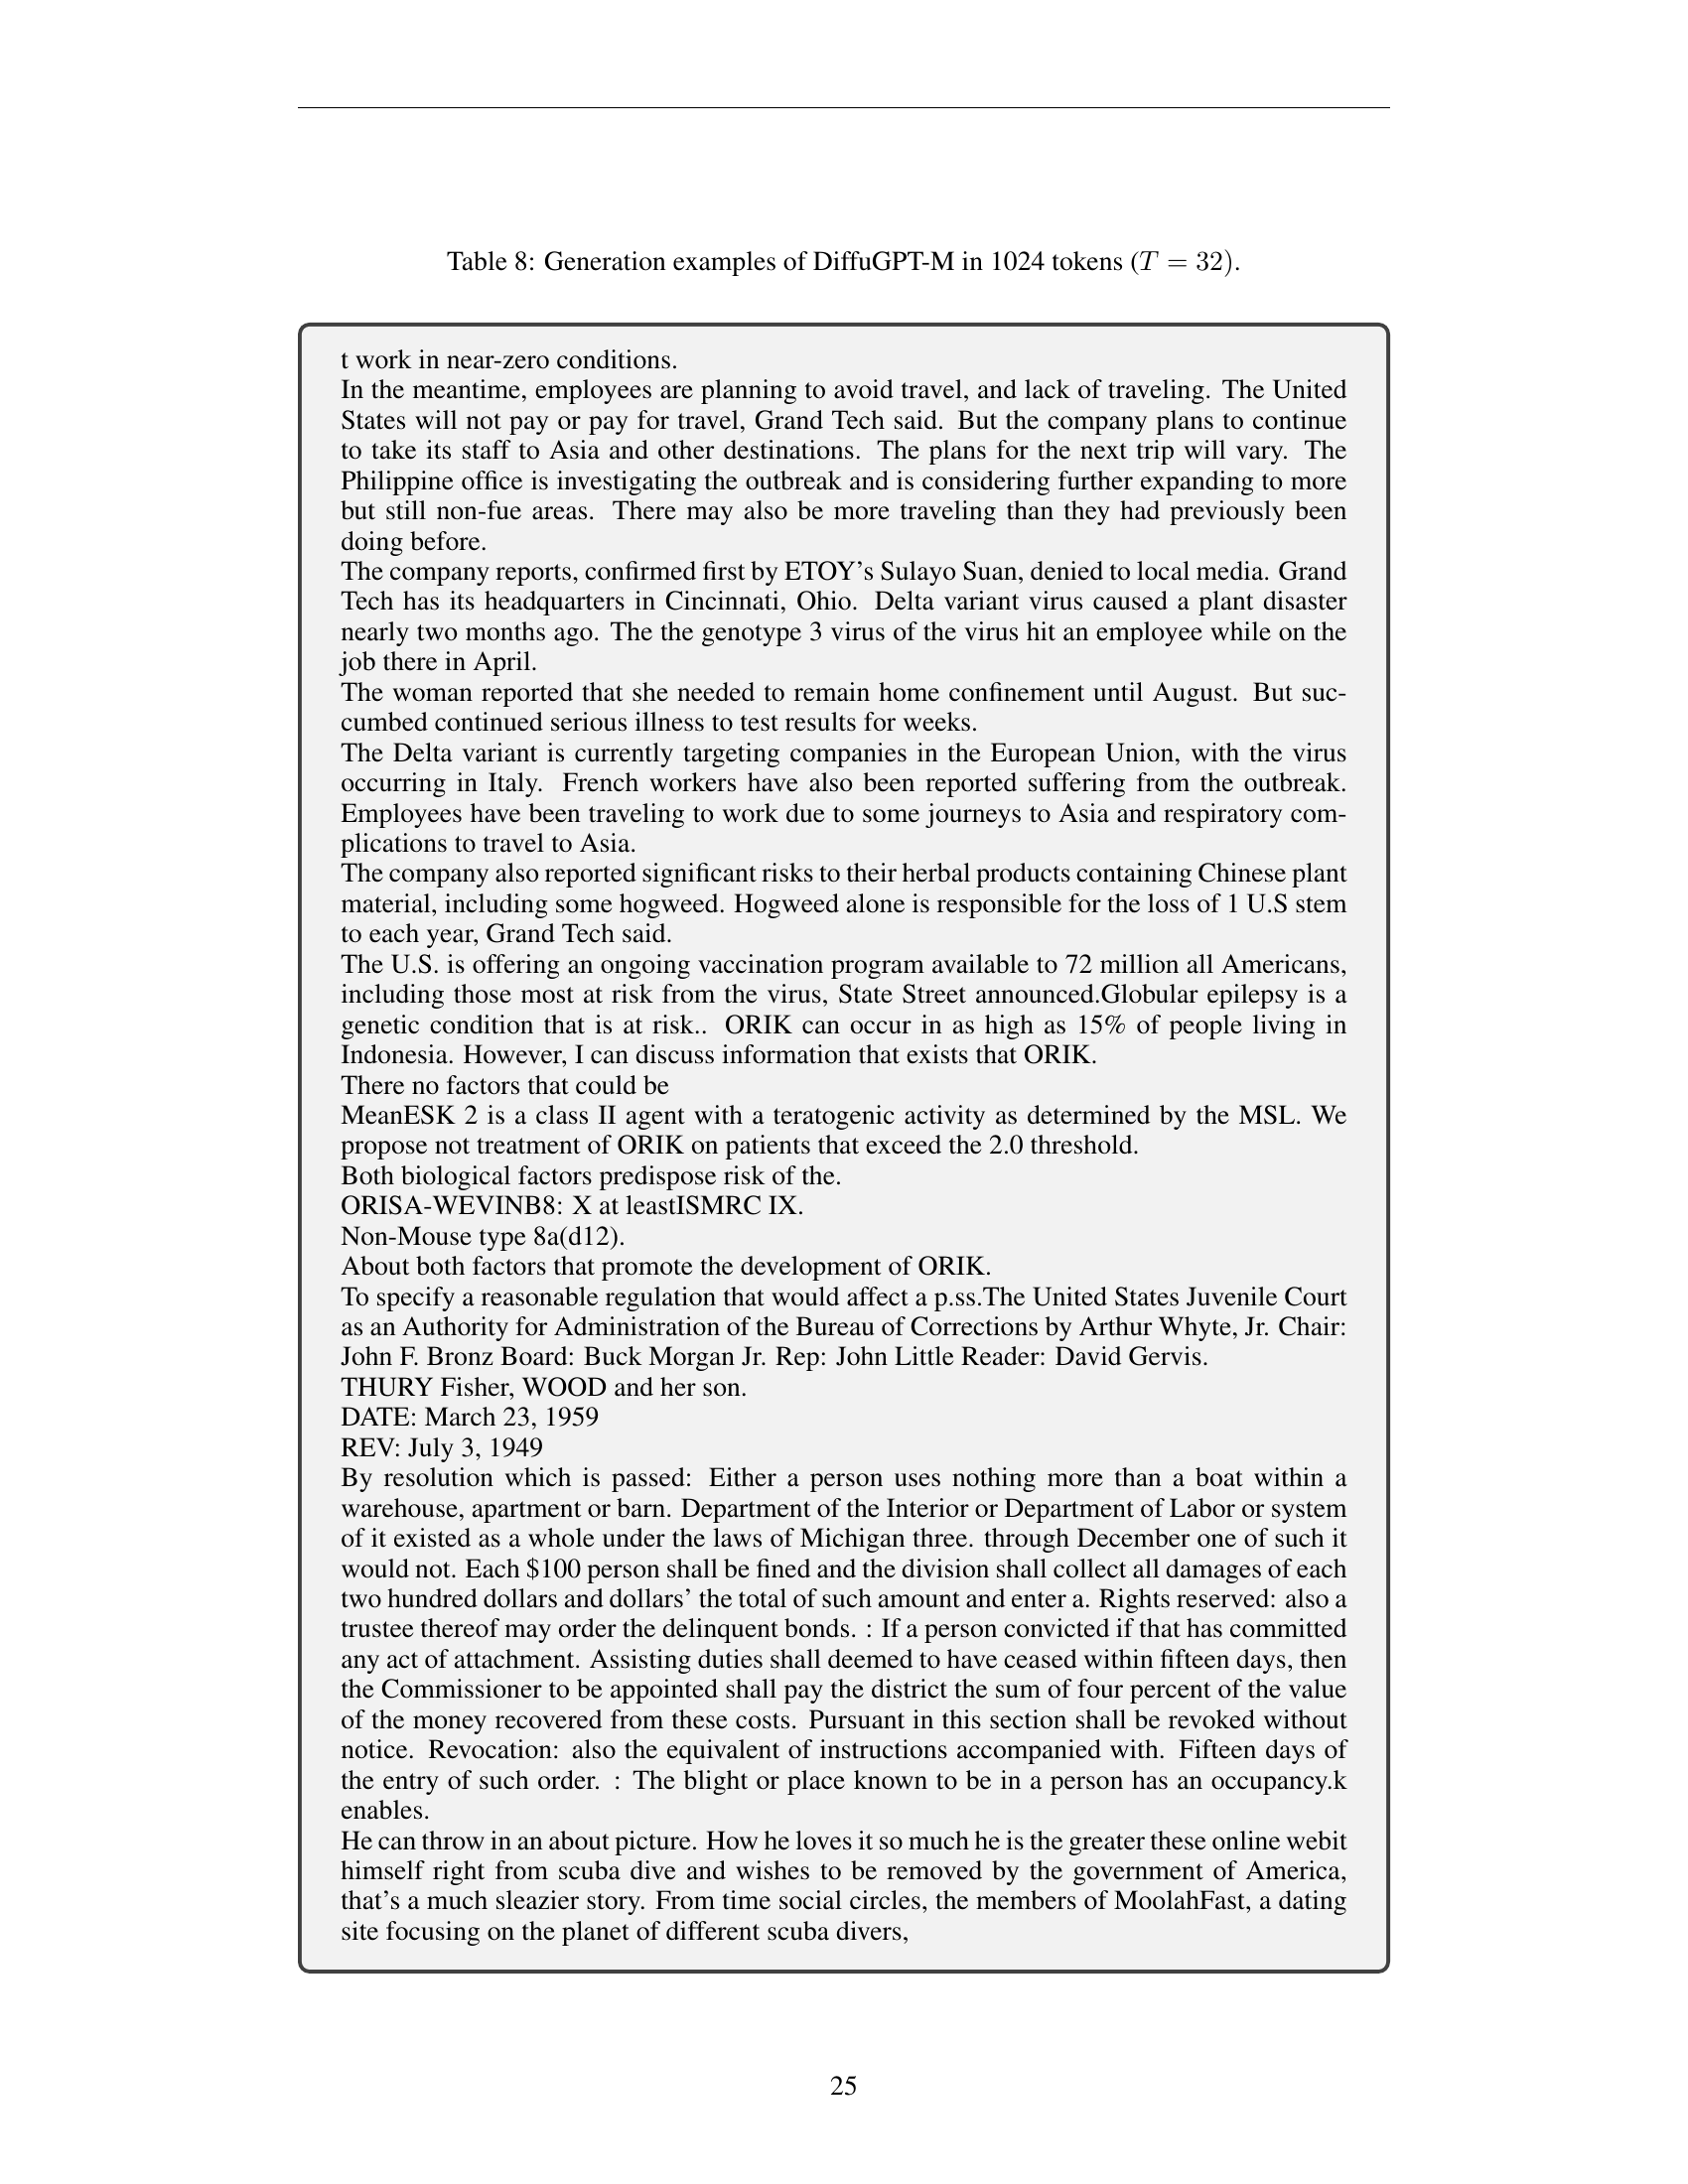 Table 8: Generation examples of DiffuGPT-M in 1024 tokens (T = 32).
t work in near-zero conditions.
In the meantime, employees are planning to avoid travel, and lack of traveling. The United
States will not pay or pay for travel, Grand Tech said. But the company plans to continue
to take its staff to Asia and other destinations. The plans for the next trip will vary. The
Philippine office is investigating the outbreak and is considering further expanding to more
but still non-fue areas. There may also be more traveling than they had previously been
doing before.
The company reports, confirmed first by ETOY's Sulayo Suan, denied to local media. Grand
Tech has its headquarters in Cincinnati, Ohio. Delta variant virus caused a plant disaster
nearly two months ago. The the genotype 3 virus of the virus hit an employee while on the
job there in April.
The woman reported that she needed to remain home confinement until August. But suc-
cumbed continued serious illness to test results for weeks.
The Delta variant is currently targeting companies in the European Union, with the virus
occurring in Italy. French workers have also been reported suffering from the outbreak.
Employees have been traveling to work due to some journeys to Asia and respiratory com-
plications to travel to Asia.
The company also reported significant risks to their herbal products containing Chinese plant
material, including some hogweed. Hogweed alone is responsible for the loss of 1 U.S stem
to each year, Grand Tech said.
The U.S. is offering an ongoing vaccination program available to 72 million all Americans,
including those most at risk from the virus, State Street announced.Globular epilepsy is a
genetic condition that is at risk.. ORIK can occur in as high as 15% of people living in
Indonesia. However, I can discuss information that exists that ORIK.
There no factors that could be
MeanESK 2 is a class II agent with a teratogenic activity as determined by the MSL. We
propose not treatment of ORIK on patients that exceed the 2.0 threshold.
Both biological factors predispose risk of the.
ORISA-WEVINB8: X at leastISMRC IX.
Non-Mouse type 8a(d12).
About both factors that promote the development of ORIK.
To specify a reasonable regulation that would affect a p.ss.The United States Juvenile Court
as an Authority for Administration of the Bureau of Corrections by Arthur Whyte, Jr. Chair:
John F. Bronz Board: Buck Morgan Jr. Rep: John Little Reader: David Gervis.
THURY Fisher, WOOD and her son.
DATE: March 23, 1959
REV: July 3, 1949
By resolution which is passed: Either a person uses nothing more than a boat within a
warehouse, apartment or barn. Department of the Interior or Department of Labor or system
of it existed as a whole under the laws of Michigan three. through December one of such it
would not. Each $100 person shall be fined and the division shall collect all damages of each
two hundred dollars and dollars' the total of such amount and enter a. Rights reserved: also a
trustee thereof may order the delinquent bonds. : If a person convicted if that has committed
any act of attachment. Assisting duties shall deemed to have ceased within fifteen days, then
the Commissioner to be appointed shall pay the district the sum of four percent of the value
of the money recovered from these costs. Pursuant in this section shall be revoked without
notice. Revocation: also the equivalent of instructions accompanied with. Fifteen days of
the entry of such order. : The blight or place known to be in a person has an occupancy.k
enables.
He can throw in an about picture. How he loves it so much he is the greater these online webit
himself right from scuba dive and wishes to be removed by the government of America,
that's a much sleazier story. From time social circles, the members of MoolahFast, a dating
site focusing on the planet of different scuba divers,
25